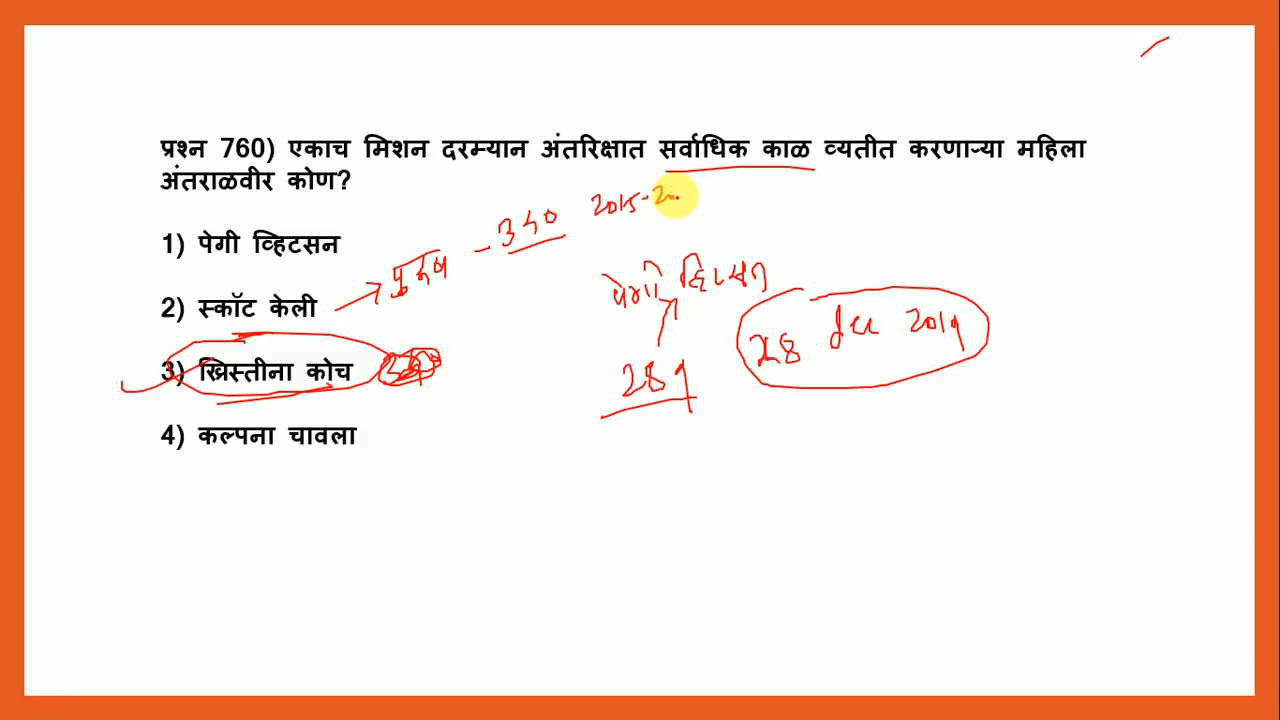 प्रश्न 760) एकाच मिशन दरम्यान अंतरिक्षात सर्वाधिक काळ व्यतीत करणाऱ्या महिला
अंतराळवीर कोण?
1) पेगी व्हिटसन
2) स्कॉट केली
पुरुष - 340 2015-20
3) ख्रिस्तीना कोच
पेगी व्हिटसन
289
28 Dec 2019
4) कल्पना चावला